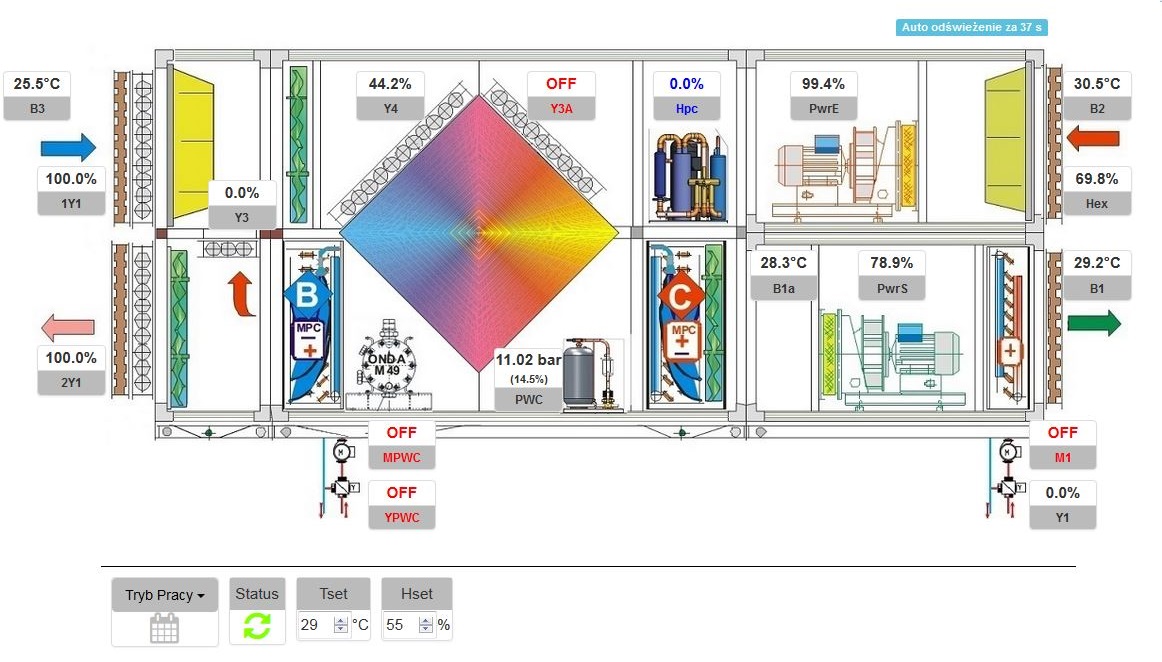 Auto odświeżenie za 37 s
25.5°C
B3
44.2%
Y4
OFF
Y3A
0.0%
Hpc
99.4%
PwrE
30.5°C
B2
100.0%
1Y1
0.0%
Y3
69.8%
Hex
28.3°C
B1a
78.9%
PwrS
29.2°C
B1
B
MPC
- +
C
MPC
+ -
+
100.0%
2Y1
ONDA
M 49
11.02 bar
(14.5%)
PWC
OFF
MPWC
M
OFF
M1
M
OFF
YPWC
Y
0.0%
Y1
Y
Tryb Pracy
Status
Tset
Hset
29 °C
55 %